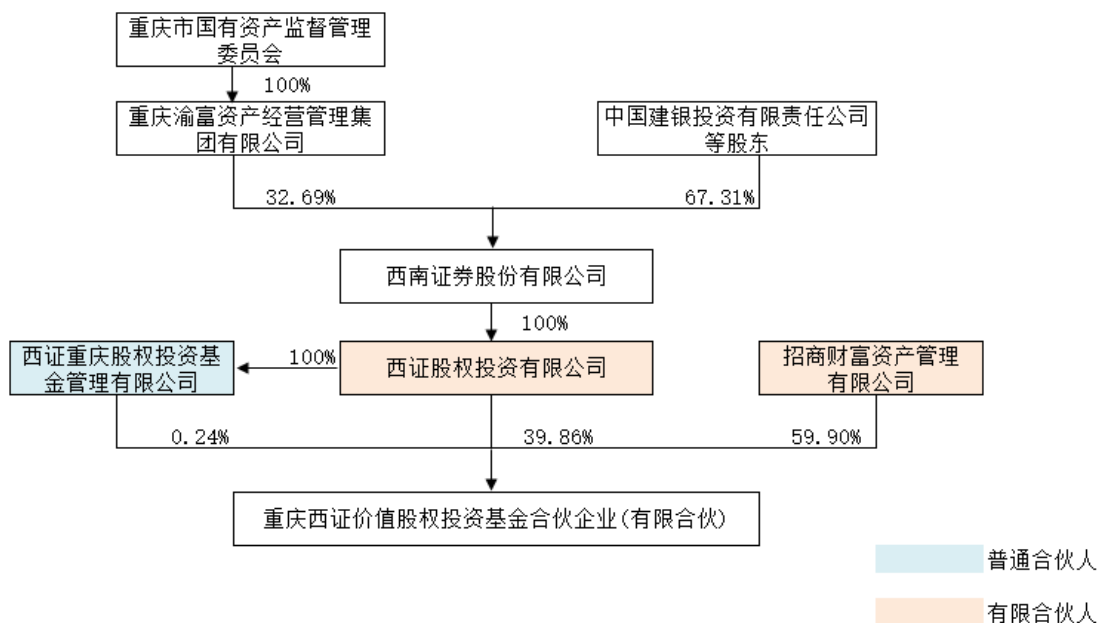 重庆市国有资产监督管理
委员会
100%
重庆渝富资产经营管理集
团有限公司
中国建银投资有限责任公司
等股东
32.69%
67.31%
西南证券股份有限公司
100%
西证重庆股权投资基
金管理有限公司
100%
西证股权投资有限公司
招商财富资产管理
有限公司
0.24%
39.86%
59.90%
重庆西证价值股权投资基金合伙企业(有限合伙)
普通合伙人
有限合伙人